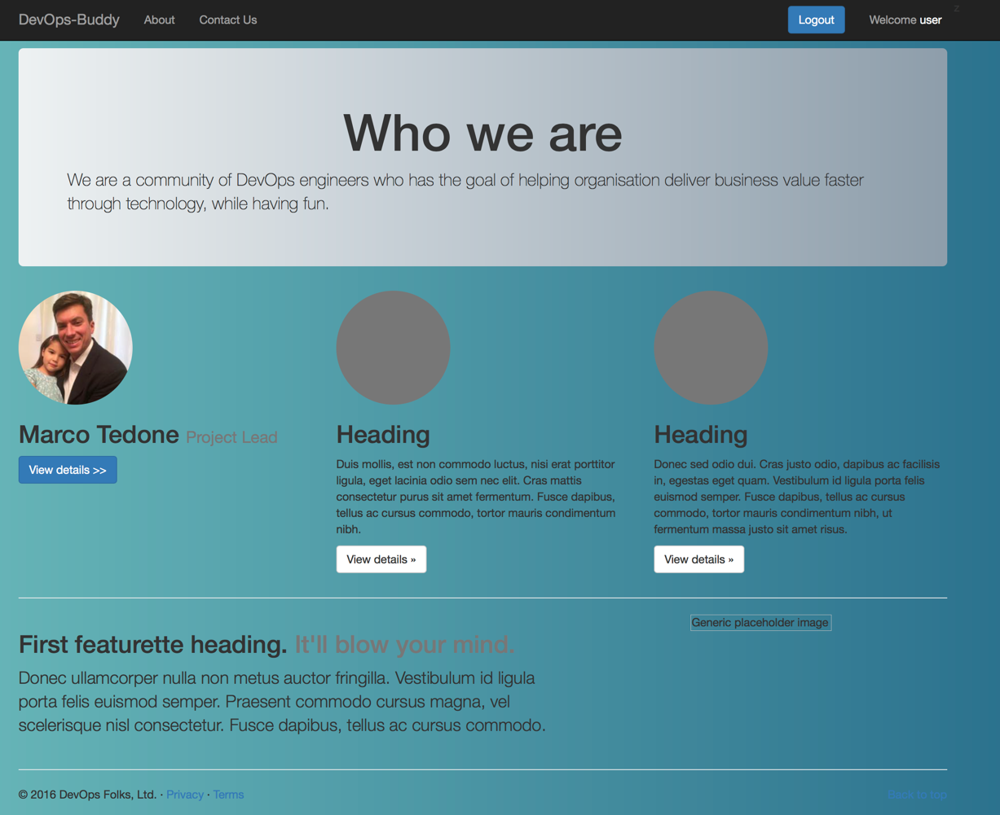 DevOps-Buddy About Contact Us Logout Welcome user z
Who we are
We are a community of DevOps engineers who has the goal of helping organisation deliver business value faster
through technology, while having fun.
Marco Tedone Project Lead
View details >>
Heading
Duis mollis, est non commodo luctus, nisi erat porttitor
ligula, eget lacinia odio sem nec elit. Cras mattis
consectetur purus sit amet fermentum. Fusce dapibus,
tellus ac cursus commodo, tortor mauris condimentum
nibh.
View details »
Heading
Donec sed odio dui. Cras justo odio, dapibus ac facilisis
in, egestas eget quam. Vestibulum id ligula porta felis
euismod semper. Fusce dapibus, tellus ac cursus
commodo, tortor mauris condimentum nibh, ut
fermentum massa justo sit amet risus.
View details »
First featurette heading. It'll blow your mind.
Donec ullamcorper nulla non metus auctor fringilla. Vestibulum id ligula
porta felis euismod semper. Praesent commodo cursus magna, vel
scelerisque nisl consectetur. Fusce dapibus, tellus ac cursus commodo.
Generic placeholder image
© 2016 DevOps Folks, Ltd. · Privacy · Terms
Back to top